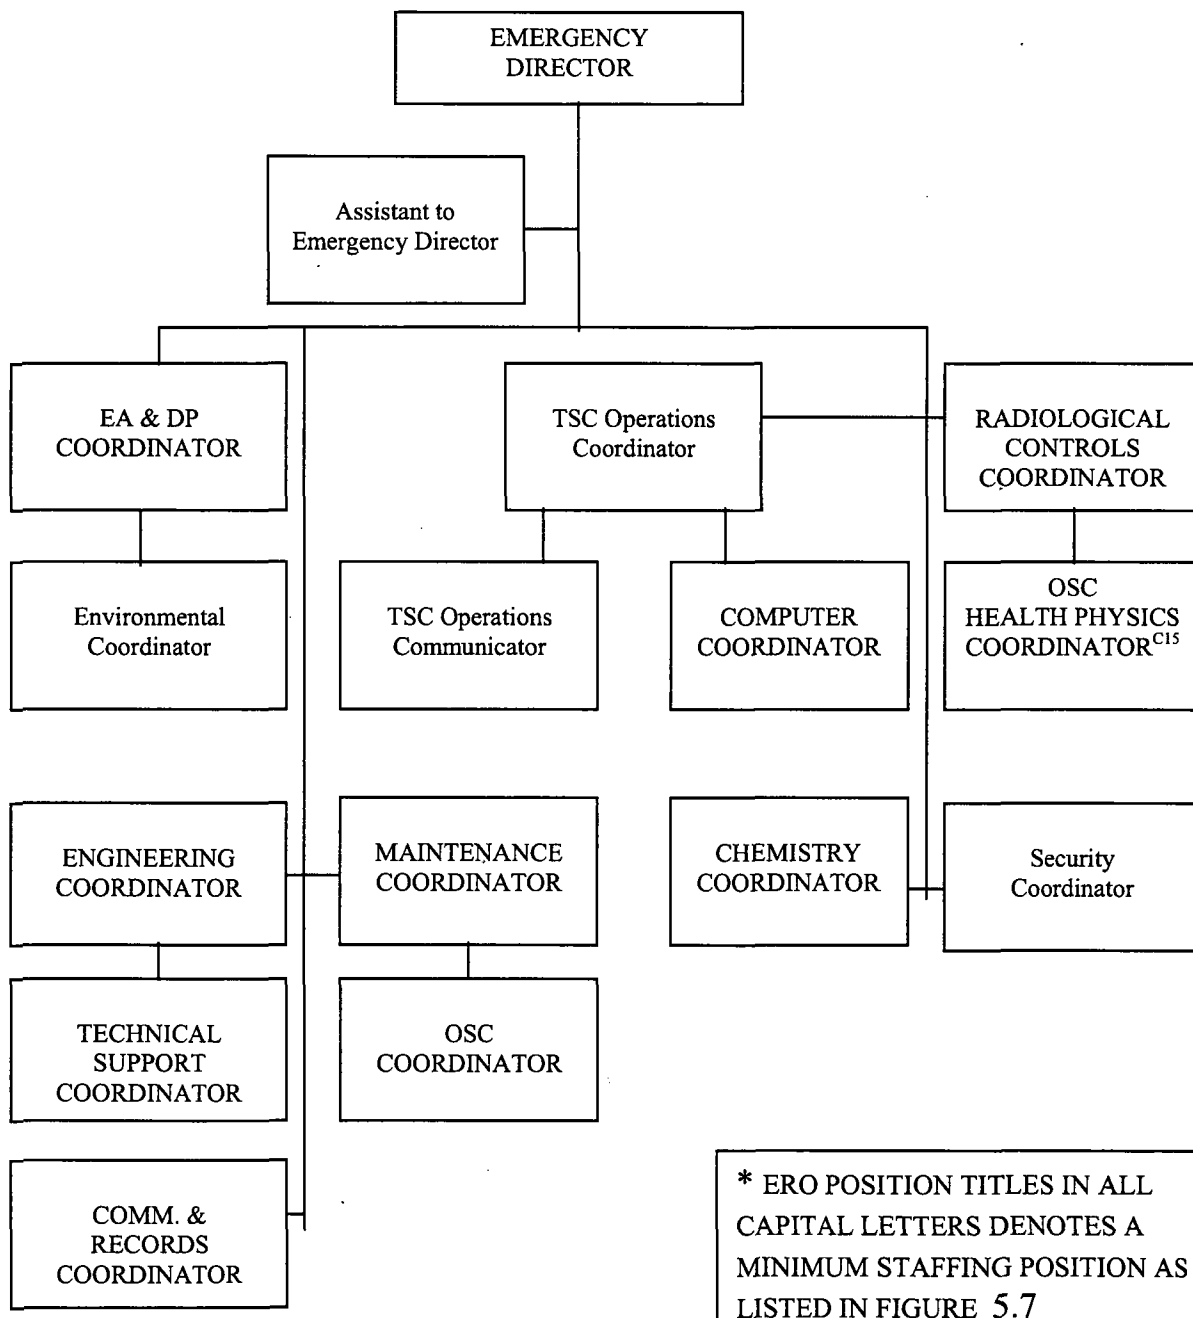 EMERGENCY
DIRECTOR
Assistant to
Emergency Director
EA & DP
COORDINATOR
TSC Operations
Coordinator
RADIOLOGICAL
CONTROLS
COORDINATOR
Environmental
Coordinator
TSC Operations
Communicator
COMPUTER
COORDINATOR
OSC
HEALTH PHYSICS
COORDINATOR^C15
ENGINEERING
COORDINATOR
MAINTENANCE
COORDINATOR
CHEMISTRY
COORDINATOR
Security
Coordinator
TECHNICAL
SUPPORT
COORDINATOR
OSC
COORDINATOR
COMM. &
RECORDS
COORDINATOR
* ERO POSITION TITLES IN ALL
CAPITAL LETTERS DENOTES A
MINIMUM STAFFING POSITION AS
LISTED IN FIGURE 5.7